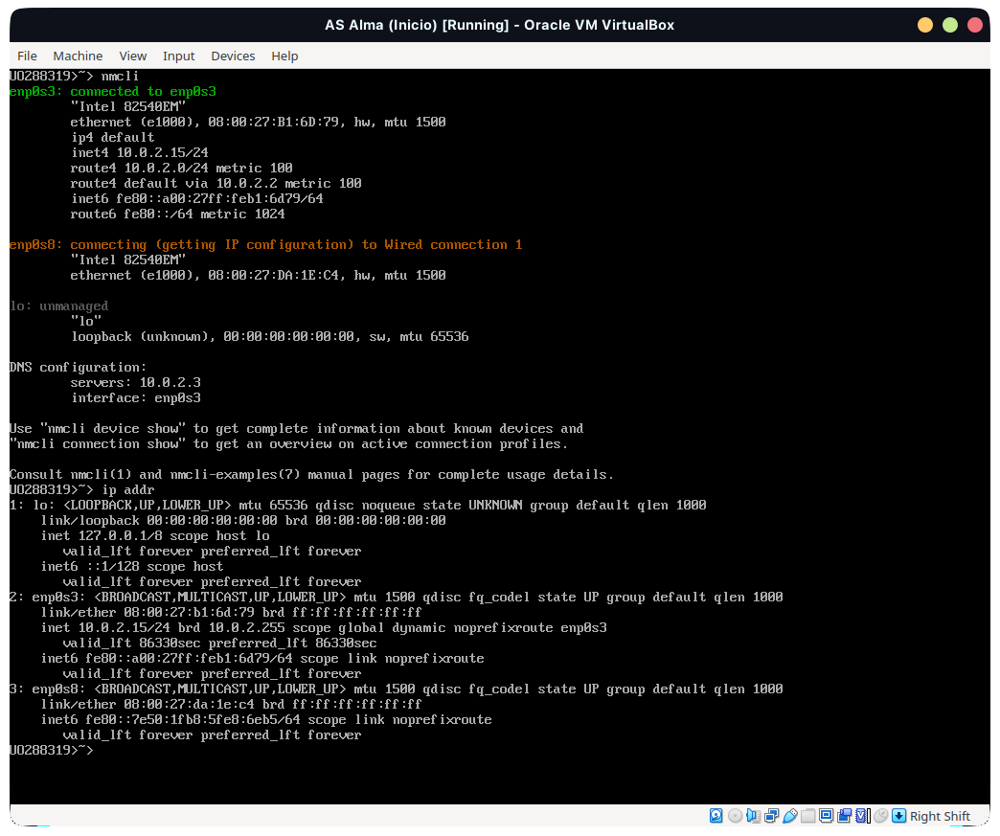 AS Alma (Inicio) [Running] - Oracle VM VirtualBox
File Machine View Input Devices Help
UO288319>~> nmcli
enp0s3: connected to enp0s3
"Intel 82540EM"
ethernet (e1000), 08:00:27:B1:6D:79, hw, mtu 1500
ip4 default
inet4 10.0.2.15/24
route4 10.0.2.0/24 metric 100
route4 default via 10.0.2.2 metric 100
inet6 fe80::a00:27ff:feb1:6d79/64
route6 fe80::/64 metric 1024
enp0s8: connecting (getting IP configuration) to Wired connection 1
"Intel 82540EM"
ethernet (e1000), 08:00:27:DA:1E:C4, hw, mtu 1500
lo: unmanaged
"lo"
loopback (unknown), 00:00:00:00:00:00, sw, mtu 65536
DNS configuration:
servers: 10.0.2.3
interface: enp0s3
Use "nmcli device show" to get complete information about known devices and
"nmcli connection show" to get an overview on active connection profiles.
Consult nmcli(1) and nmcli-examples(7) manual pages for complete usage details.
UO288319>~> ip addr
1: lo: <LOOPBACK,UP,LOWER_UP> mtu 65536 qdisc noqueue state UNKNOWN group default qlen 1000
link/loopback 00:00:00:00:00:00 brd 00:00:00:00:00:00
inet 127.0.0.1/8 scope host lo
valid_lft forever preferred_lft forever
inet6 ::1/128 scope host
valid_lft forever preferred_lft forever
2: enp0s3: <BROADCAST,MULTICAST,UP,LOWER_UP> mtu 1500 qdisc fq_codel state UP group default qlen 1000
link/ether 08:00:27:b1:6d:79 brd ff:ff:ff:ff:ff:ff
inet 10.0.2.15/24 brd 10.0.2.255 scope global dynamic noprefixroute enp0s3
valid_lft 86330sec preferred_lft 86330sec
inet6 fe80::a00:27ff:feb1:6d79/64 scope link noprefixroute
valid_lft forever preferred_lft forever
3: enp0s8: <BROADCAST,MULTICAST,UP,LOWER_UP> mtu 1500 qdisc fq_codel state UP group default qlen 1000
link/ether 08:00:27:da:1e:c4 brd ff:ff:ff:ff:ff:ff
inet6 fe80::7e50:1fb8:5fe8:6eb5/64 scope link noprefixroute
valid_lft forever preferred_lft forever
UO288319>~>
Right Shift